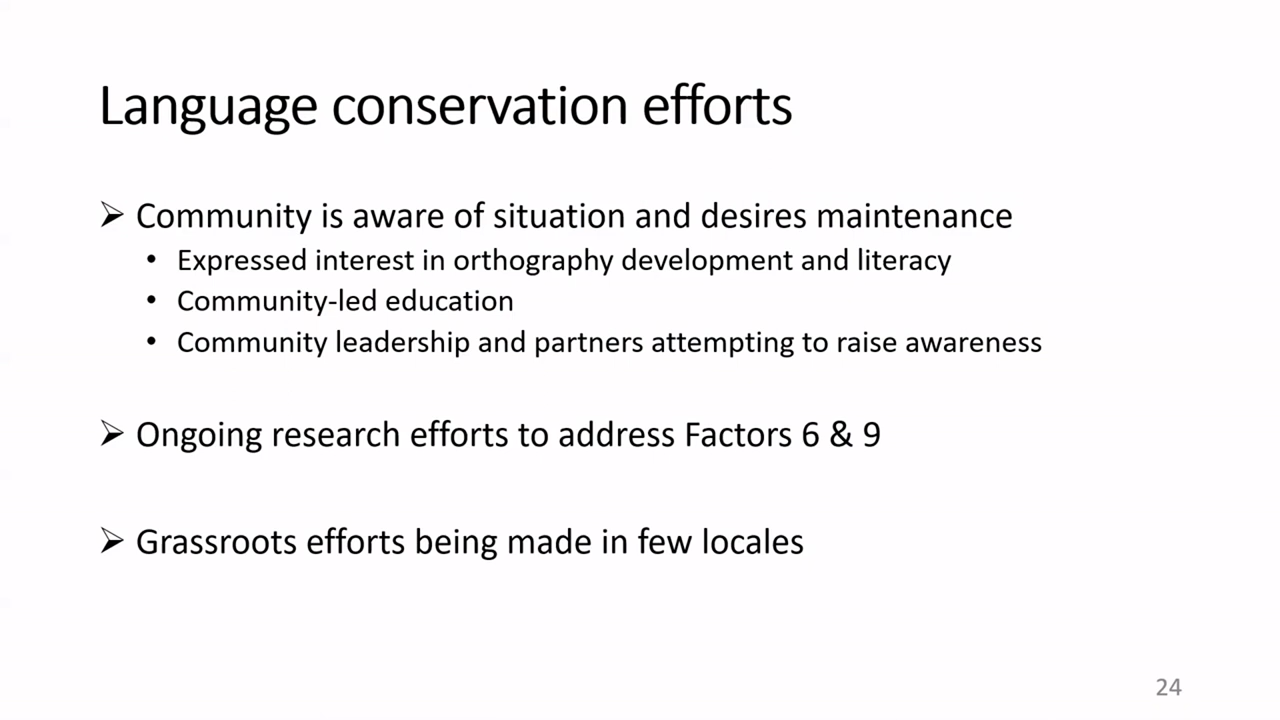 Language conservation efforts
➢ Community is aware of situation and desires maintenance
• Expressed interest in orthography development and literacy
• Community-led education
• Community leadership and partners attempting to raise awareness
➢ Ongoing research efforts to address Factors 6 & 9
➢ Grassroots efforts being made in few locales
24